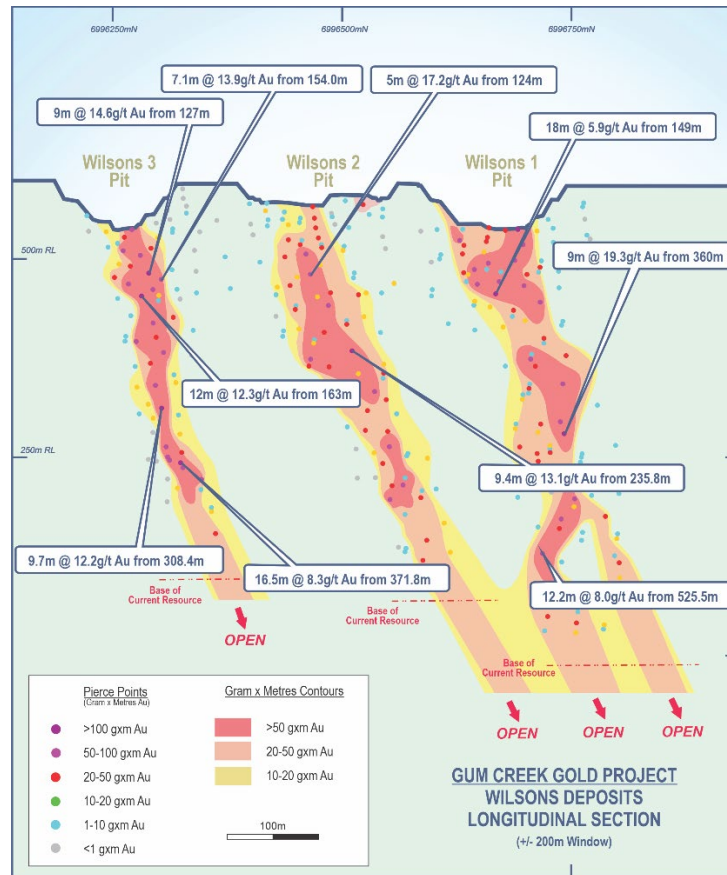 6996250mN
6996500mN
6996750mN
7.1m @ 13.9g/t Au from 154.0m
5m @ 17.2g/t Au from 124m
9m @ 14.6g/t Au from 127m
18m @ 5.9g/t Au from 149m
Wilsons 3
Pit
Wilsons 2
Pit
Wilsons 1
Pit
500m RL
9m @ 19.3g/t Au from 360m
12m @ 12.3g/t Au from 163m
250m RL
9.4m @ 13.1g/t Au from 235.8m
9.7m @ 12.2g/t Au from 308.4m
16.5m @ 8.3g/t Au from 371.8m
12.2m @ 8.0g/t Au from 525.5m
Base of
Current Resource
Base of
Current Resource
Base of
Current Resource
OPEN
OPEN
OPEN
OPEN
Pierce Points
(Gram x Metres Au)
>100 gxm Au
50-100 gxm Au
20-50 gxm Au
10-20 gxm Au
1-10 gxm Au
<1 gxm Au
Gram x Metres Contours
>50 gxm Au
20-50 gxm Au
10-20 gxm Au
100m
GUM CREEK GOLD PROJECT
WILSONS DEPOSITS
LONGITUDINAL SECTION
(+/- 200m Window)